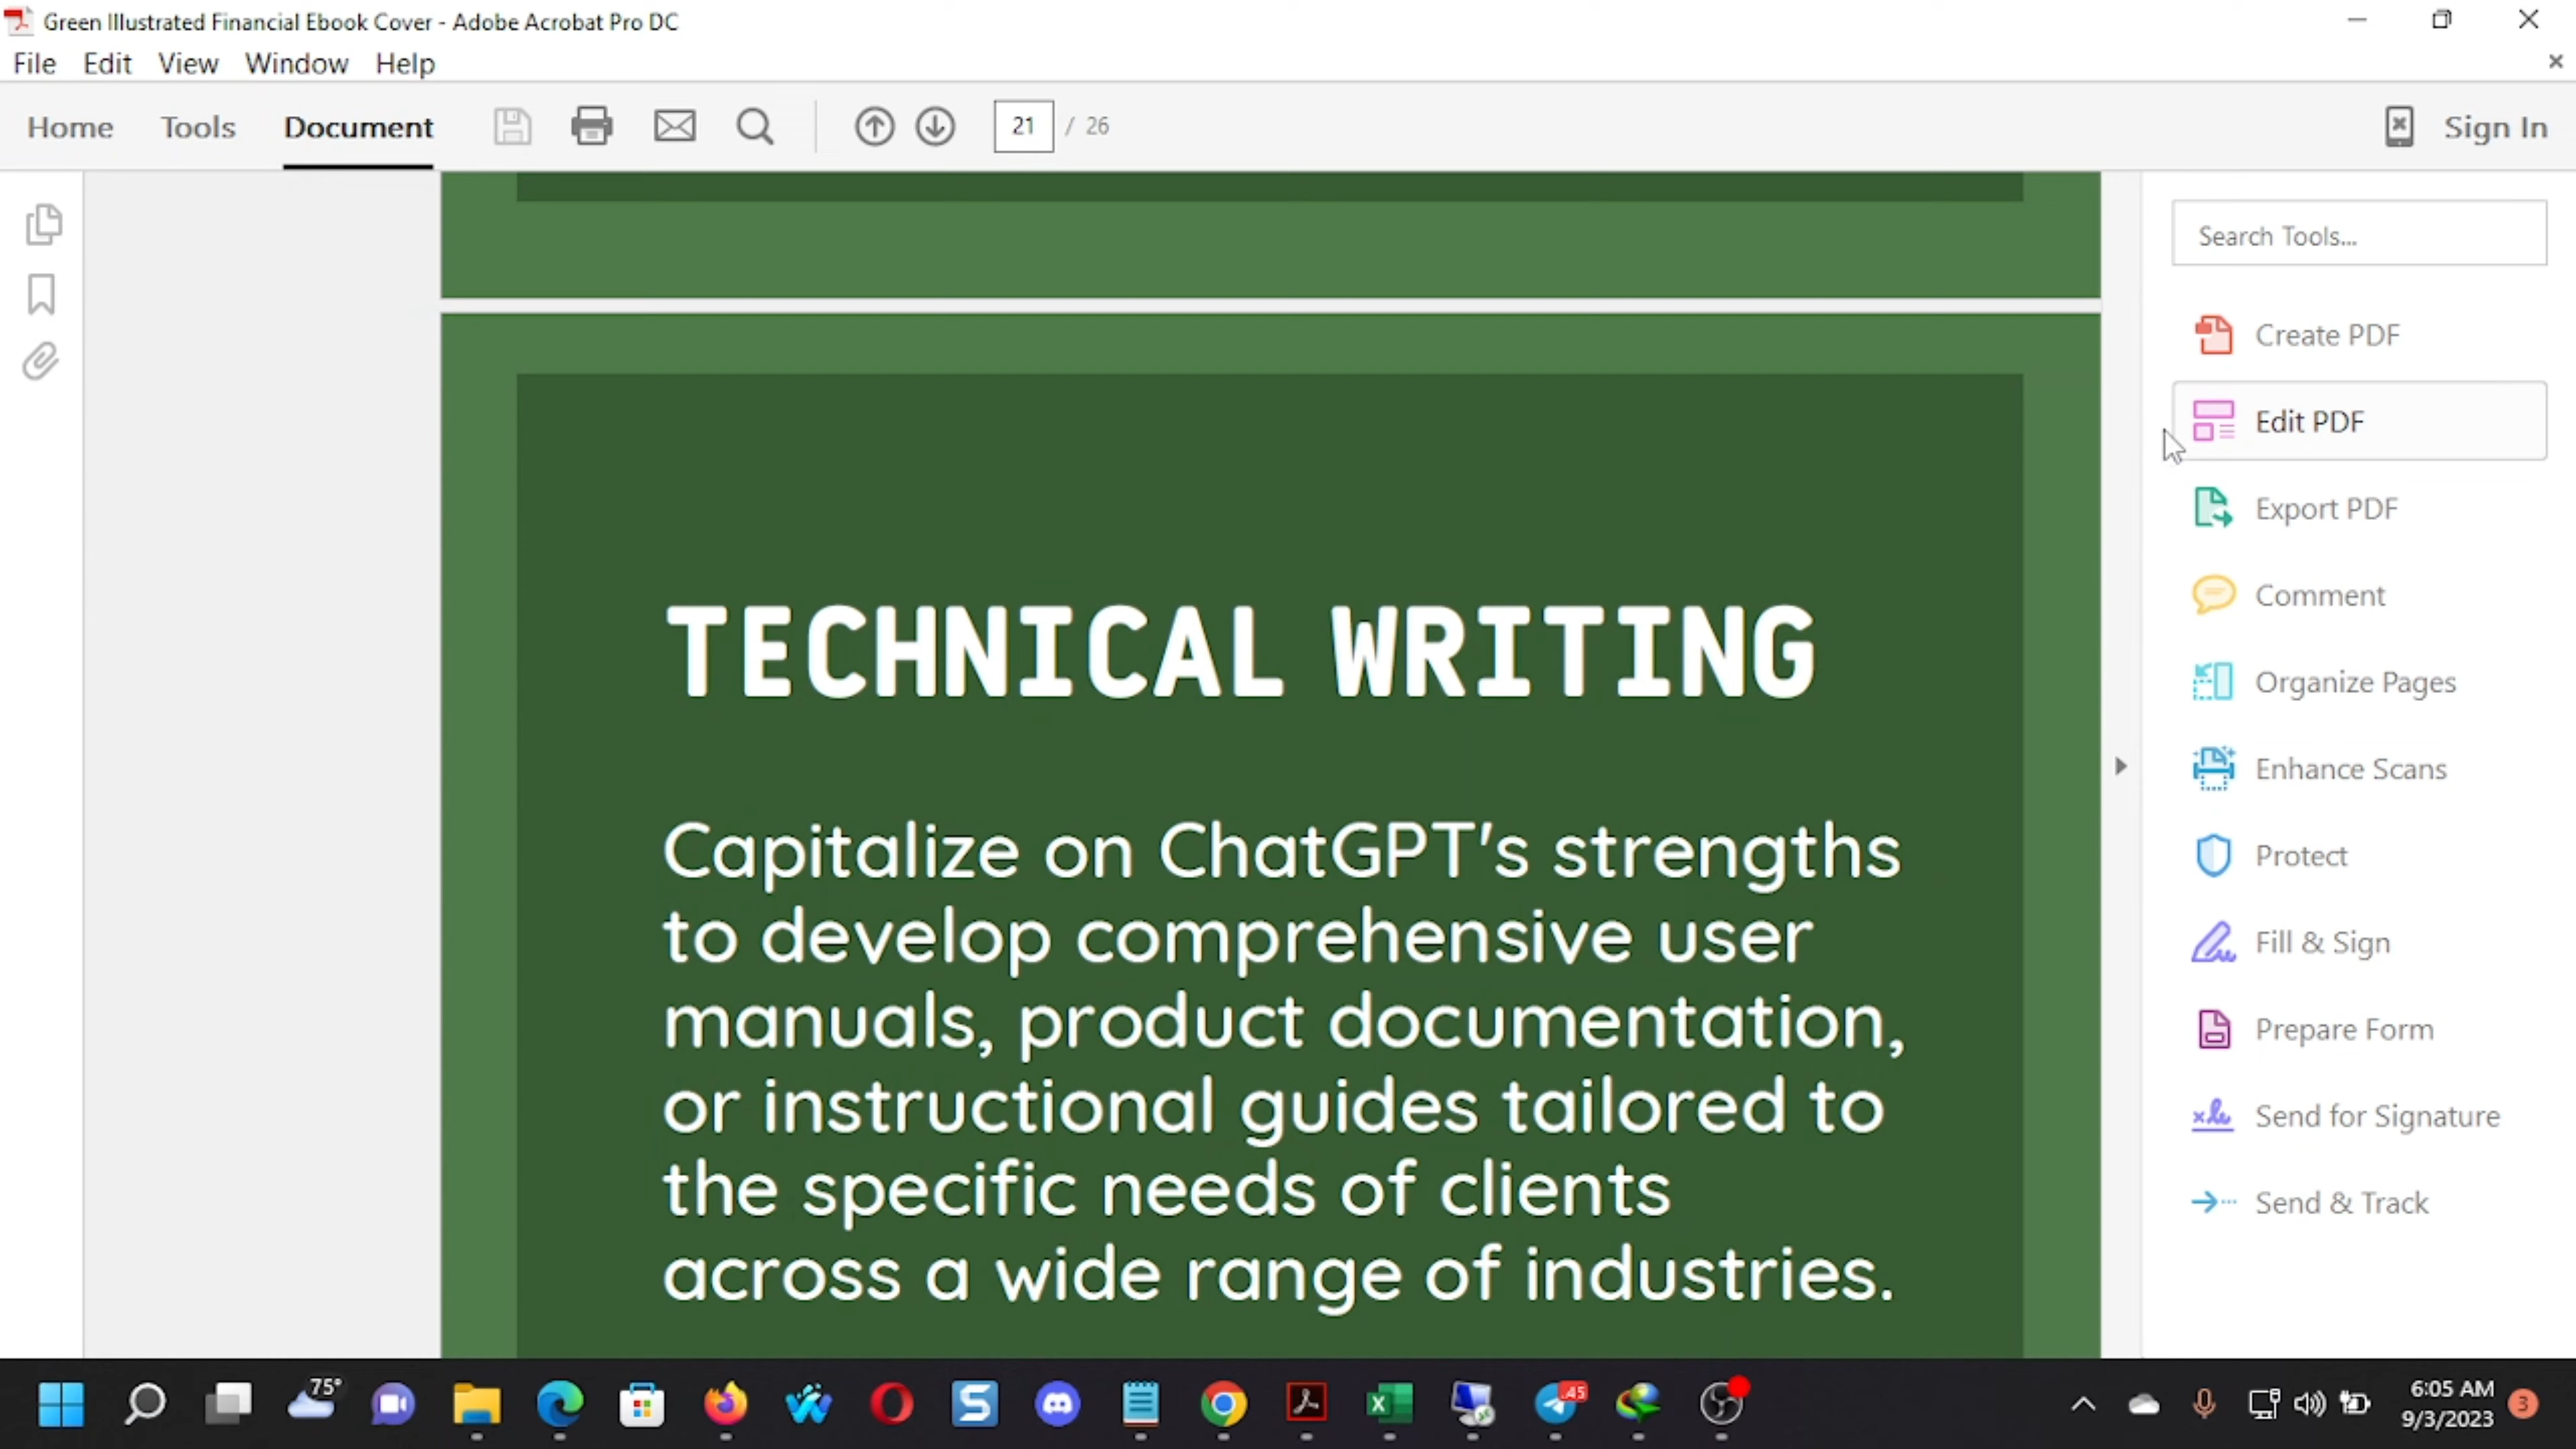 Green Illustrated Financial Ebook Cover - Adobe Acrobat Pro DC
File Edit View Window Help
Home Tools Document 21 / 26 Sign In
Search Tools...
Create PDF
Edit PDF
Export PDF
Comment
Organize Pages
Enhance Scans
Protect
Fill & Sign
Prepare Form
Send for Signature
Send & Track
TECHNICAL WRITING
Capitalize on ChatGPT's strengths
to develop comprehensive user
manuals, product documentation,
or instructional guides tailored to
the specific needs of clients
across a wide range of industries.
75°
S
X
45
6:05 AM
9/3/2023
3